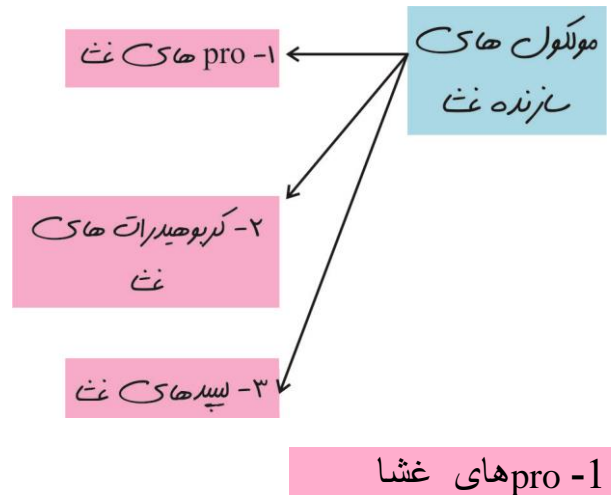 مولکول های
سازنده غشا
۱- pro های غشا
۲- کربوهیدرات های
غشا
۳- لیپیدهای غشا
1- proهای غشا